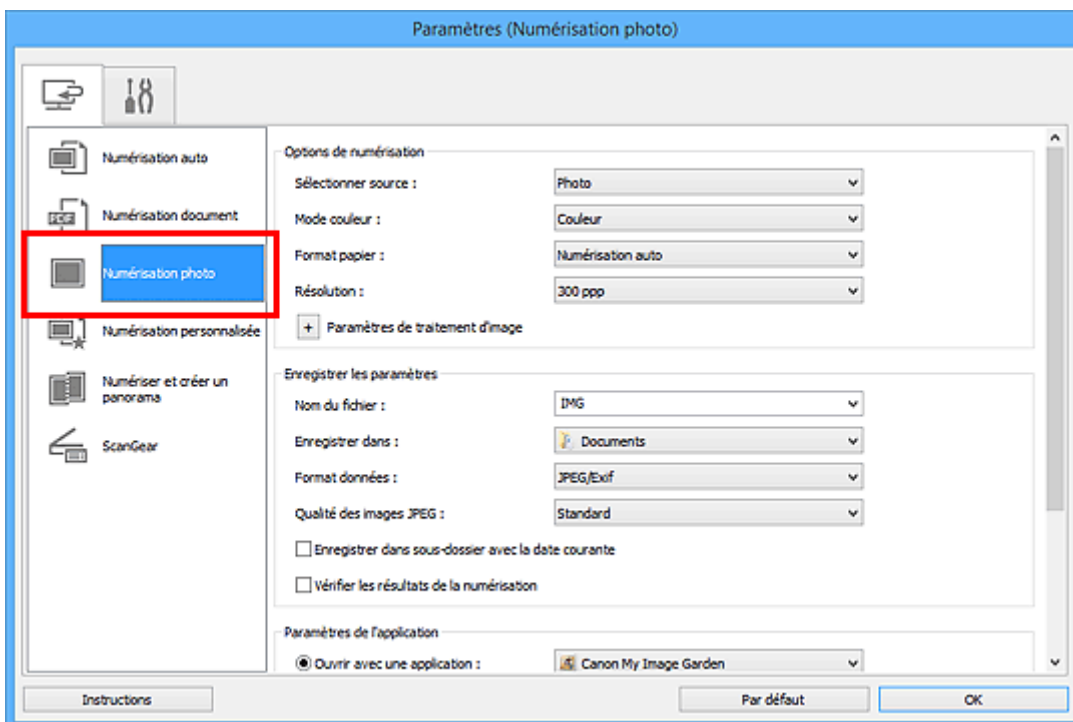 Paramètres (Numérisation photo)
Numérisation auto
PDF
Numérisation document
Numérisation photo
Numérisation personnalisée
Numériser et créer un
panorama
ScanGear
Options de numérisation
Sélectionner source : Photo
Mode couleur : Couleur
Format papier : Numérisation auto
Résolution : 300 ppp
+ Paramètres de traitement d'image
Enregistrer les paramètres
Nom du fichier : IMG
Enregistrer dans : Documents
Format données : JPEG/Exif
Qualité des images JPEG : Standard
Enregistrer dans sous-dossier avec la date courante
Vérifier les résultats de la numérisation
Paramètres de l'application
Ouvrir avec une application : Canon My Image Garden
Instructions Par défaut OK